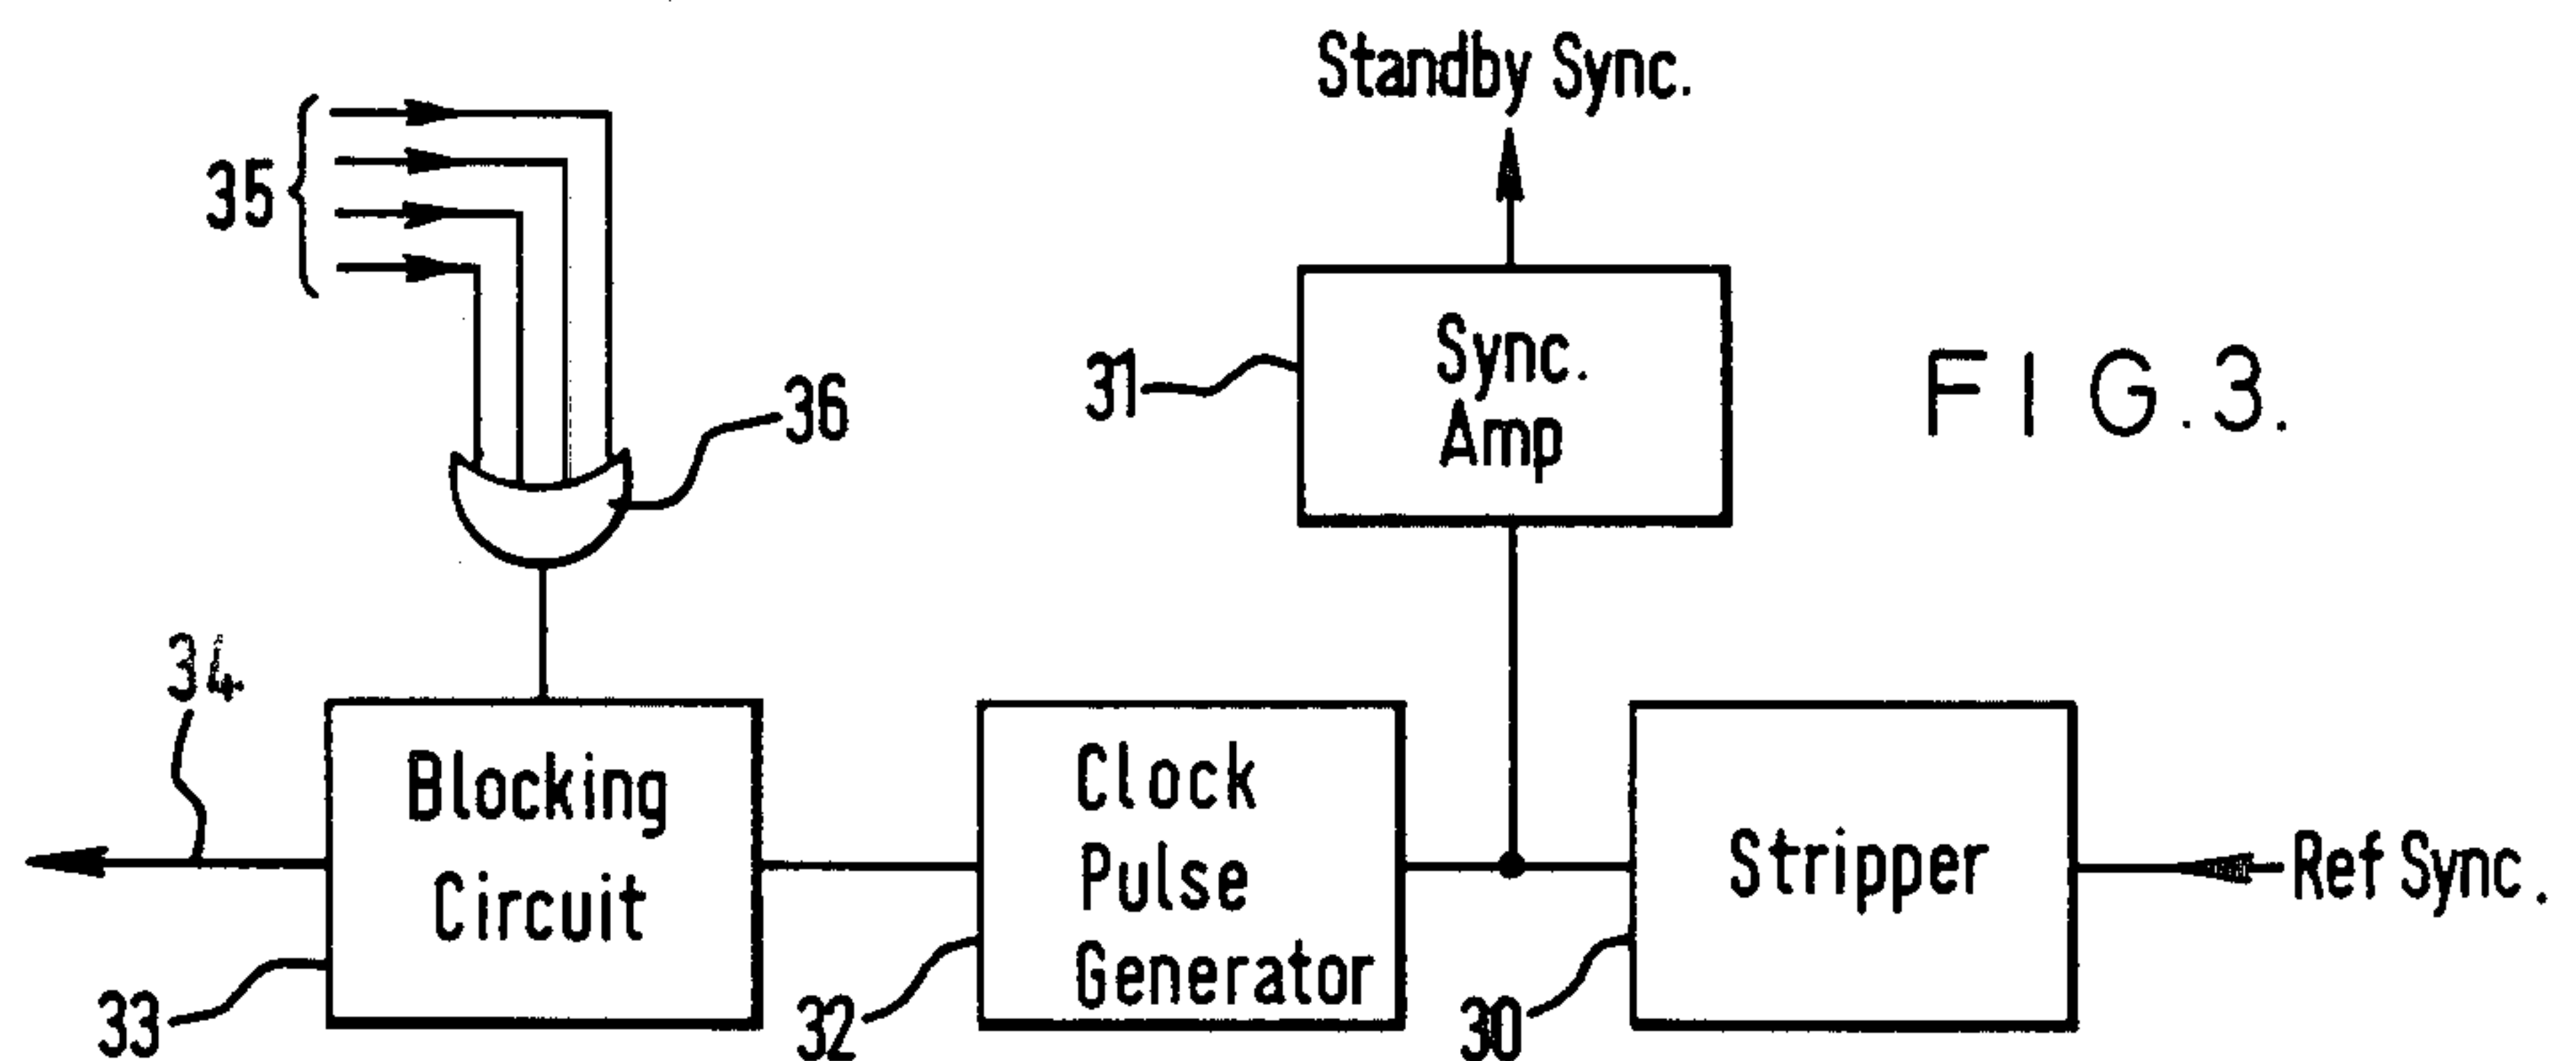 Standby Sync.
35
36
31
Sync.
Amp
FIG.3.
34
Blocking
Circuit
33
Clock
Pulse
Generator
32
Stripper
30
Ref Sync.